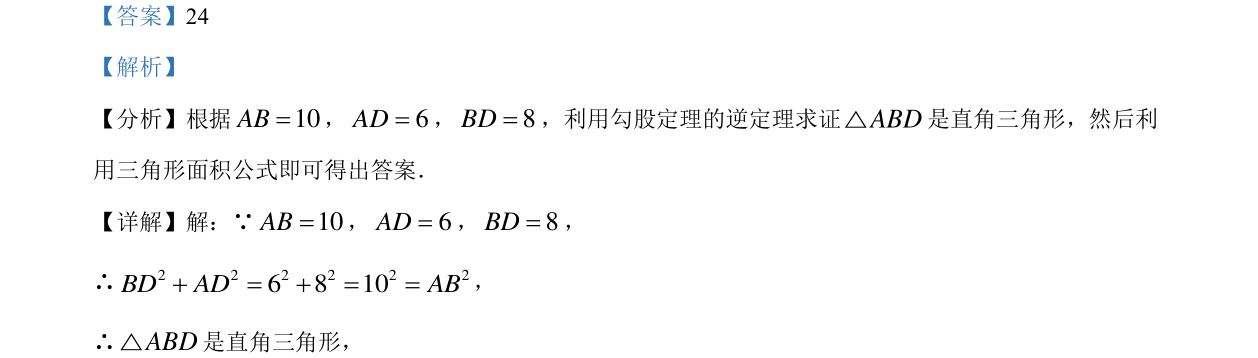 【答案】24
【解析】
【分析】根据 AB＝10，AD＝6，BD＝8，利用勾股定理的逆定理求证△ABD 是直角三角形，然后利
用三角形面积公式即可得出答案．
【详解】解：∵ AB＝10，AD＝6，BD＝8，
∴ BD²＋AD²＝6²＋8²＝10²＝AB²，
∴ △ABD 是直角三角形，